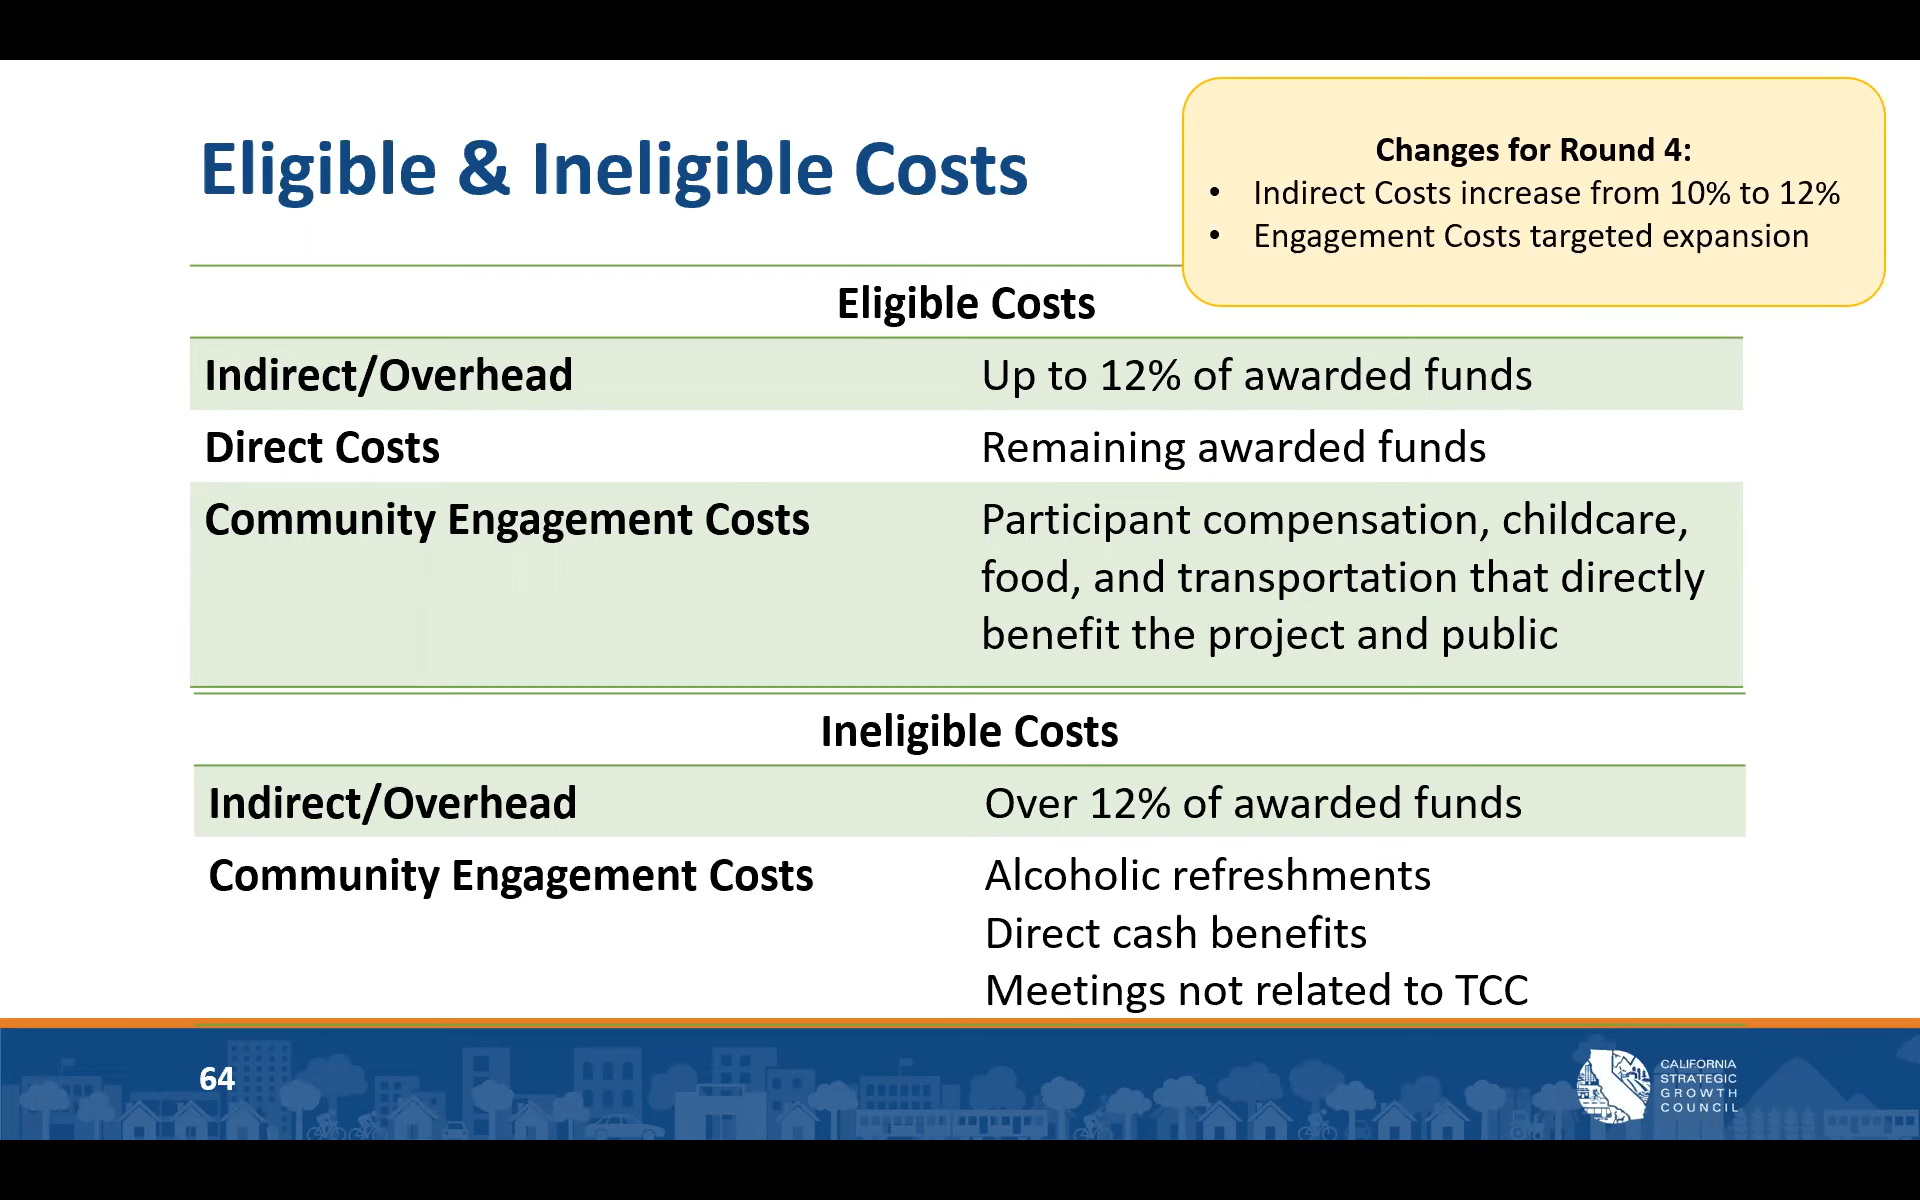 Eligible & Ineligible Costs
Changes for Round 4:
• Indirect Costs increase from 10% to 12%
• Engagement Costs targeted expansion
Eligible Costs
Indirect/Overhead Up to 12% of awarded funds
Direct Costs Remaining awarded funds
Community Engagement Costs Participant compensation, childcare,
food, and transportation that directly
benefit the project and public
Ineligible Costs
Indirect/Overhead Over 12% of awarded funds
Community Engagement Costs Alcoholic refreshments
Direct cash benefits
Meetings not related to TCC
64
CALIFORNIA
STRATEGIC
GROWTH
COUNCIL